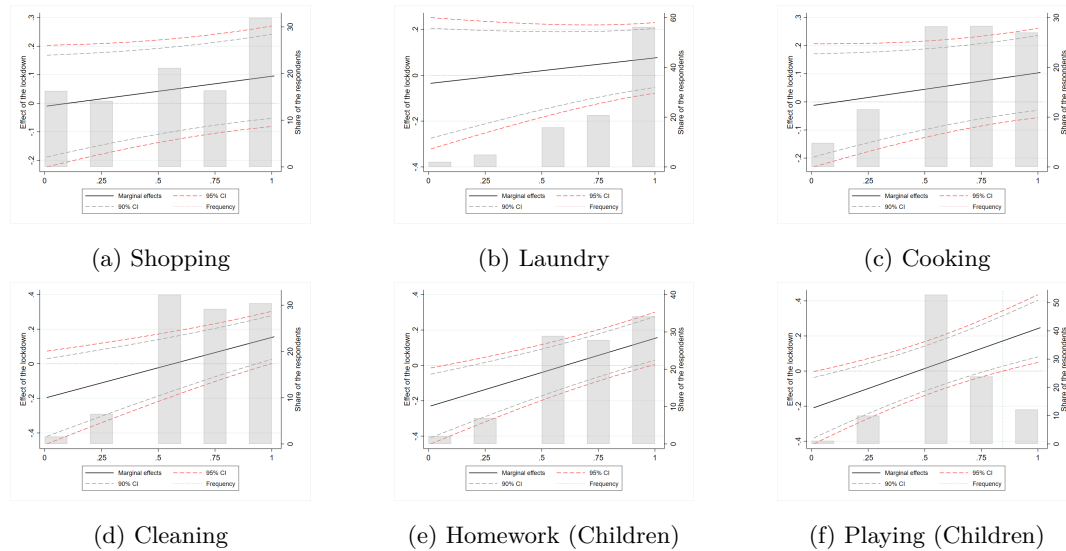 Effect of the lockdown
.3
.2
.1
0
-.1
-.2
Share of the respondents
30
20
10
0
0 .25 .5 .75 1
Marginal effects 95% CI
90% CI Frequency
(a) Shopping
.2
0
-.2
-.4
Effect of the lockdown
60
40
20
0
Share of the respondents
0 .25 .5 .75 1
Marginal effects 95% CI
90% CI Frequency
(b) Laundry
.3
.2
.1
0
-.1
-.2
Effect of the lockdown
30
20
10
0
Share of the respondents
0 .25 .5 .75 1
Marginal effects 95% CI
90% CI Frequency
(c) Cooking
.4
.2
0
-.2
-.4
Effect of the lockdown
30
20
10
0
Share of the respondents
0 .25 .5 .75 1
Marginal effects 95% CI
90% CI Frequency
(d) Cleaning
.4
.2
0
-.2
-.4
Effect of the lockdown
40
30
20
10
0
Share of the respondents
0 .25 .5 .75 1
Marginal effects 95% CI
90% CI Frequency
(e) Homework (Children)
.4
.2
0
-.2
-.4
Effect of the lockdown
50
40
30
20
10
0
Share of the respondents
0 .25 .5 .75 1
Marginal effects 95% CI
90% CI Frequency
(f) Playing (Children)